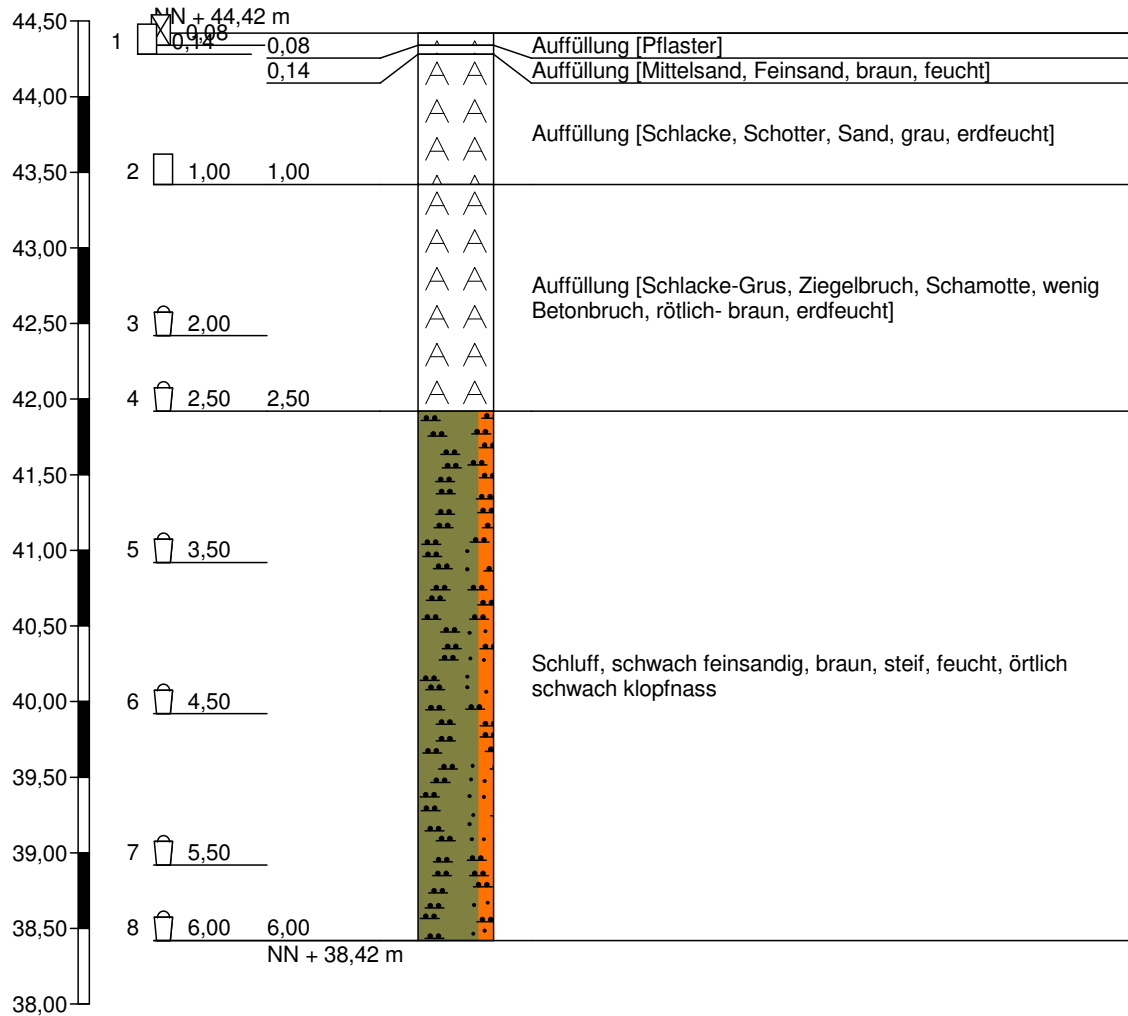 NN + 44,42 m
44,50
0,08
1 0,14 0,08 Auffüllung [Pflaster]
0,14 Auffüllung [Mittelsand, Feinsand, braun, feucht]
44,00
Auffüllung [Schlacke, Schotter, Sand, grau, erdfeucht]
43,50
2 1,00 1,00
43,00
Auffüllung [Schlacke-Grus, Ziegelbruch, Schamotte, wenig
Betonbruch, rötlich- braun, erdfeucht]
42,50
3 2,00
42,00
4 2,50 2,50
41,50
41,00
5 3,50
40,50
Schluff, schwach feinsandig, braun, steif, feucht, örtlich
schwach klopfnass
40,00
6 4,50
39,50
39,00
7 5,50
38,50
8 6,00 6,00
NN + 38,42 m
38,00